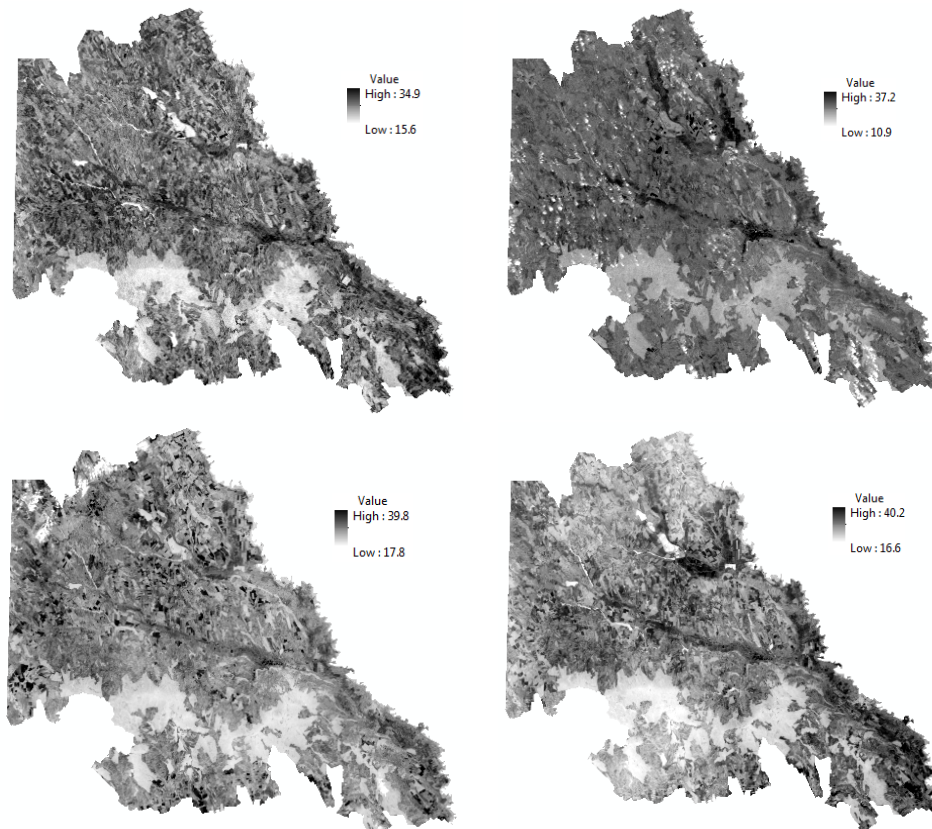 Value
High : 34.9
Low : 15.6
Value
High : 37.2
Low : 10.9
Value
High : 39.8
Low : 17.8
Value
High : 40.2
Low : 16.6